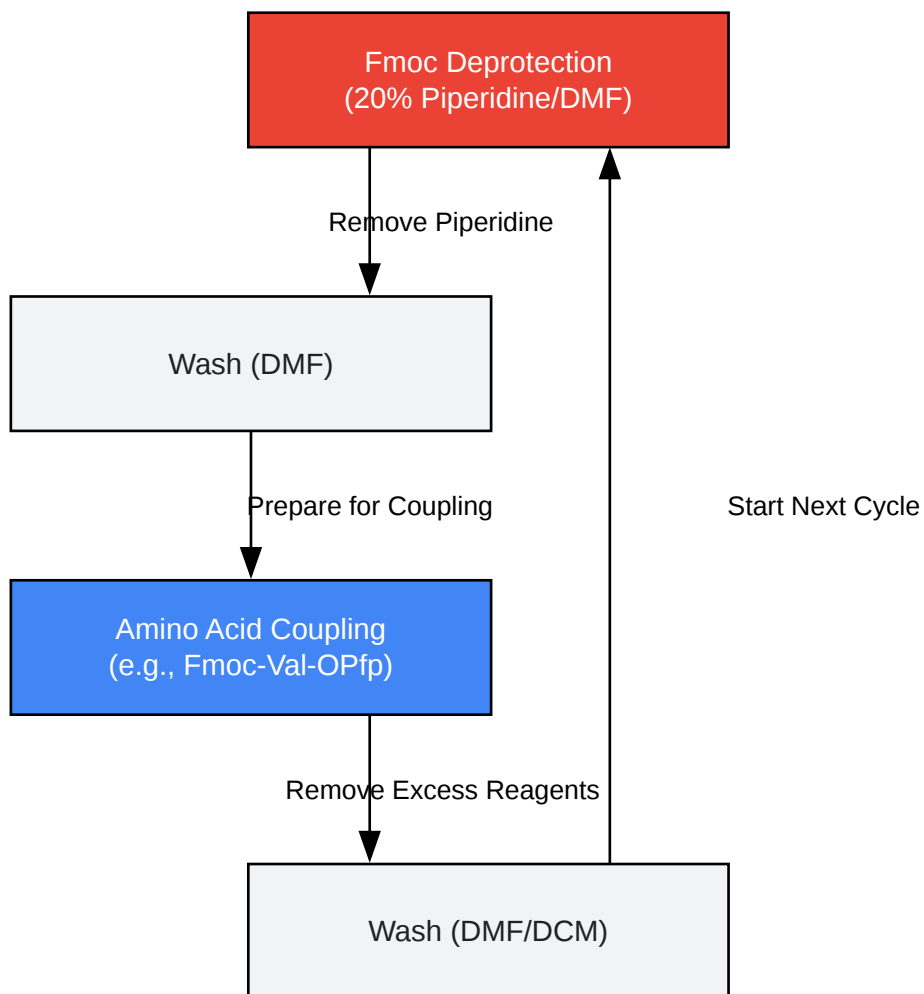 Fmoc Deprotection
(20% Piperidine/DMF)
Remove Piperidine
Wash (DMF)
Prepare for Coupling
Start Next Cycle
Amino Acid Coupling
(e.g., Fmoc-Val-OPfp)
Remove Excess Reagents
Wash (DMF/DCM)